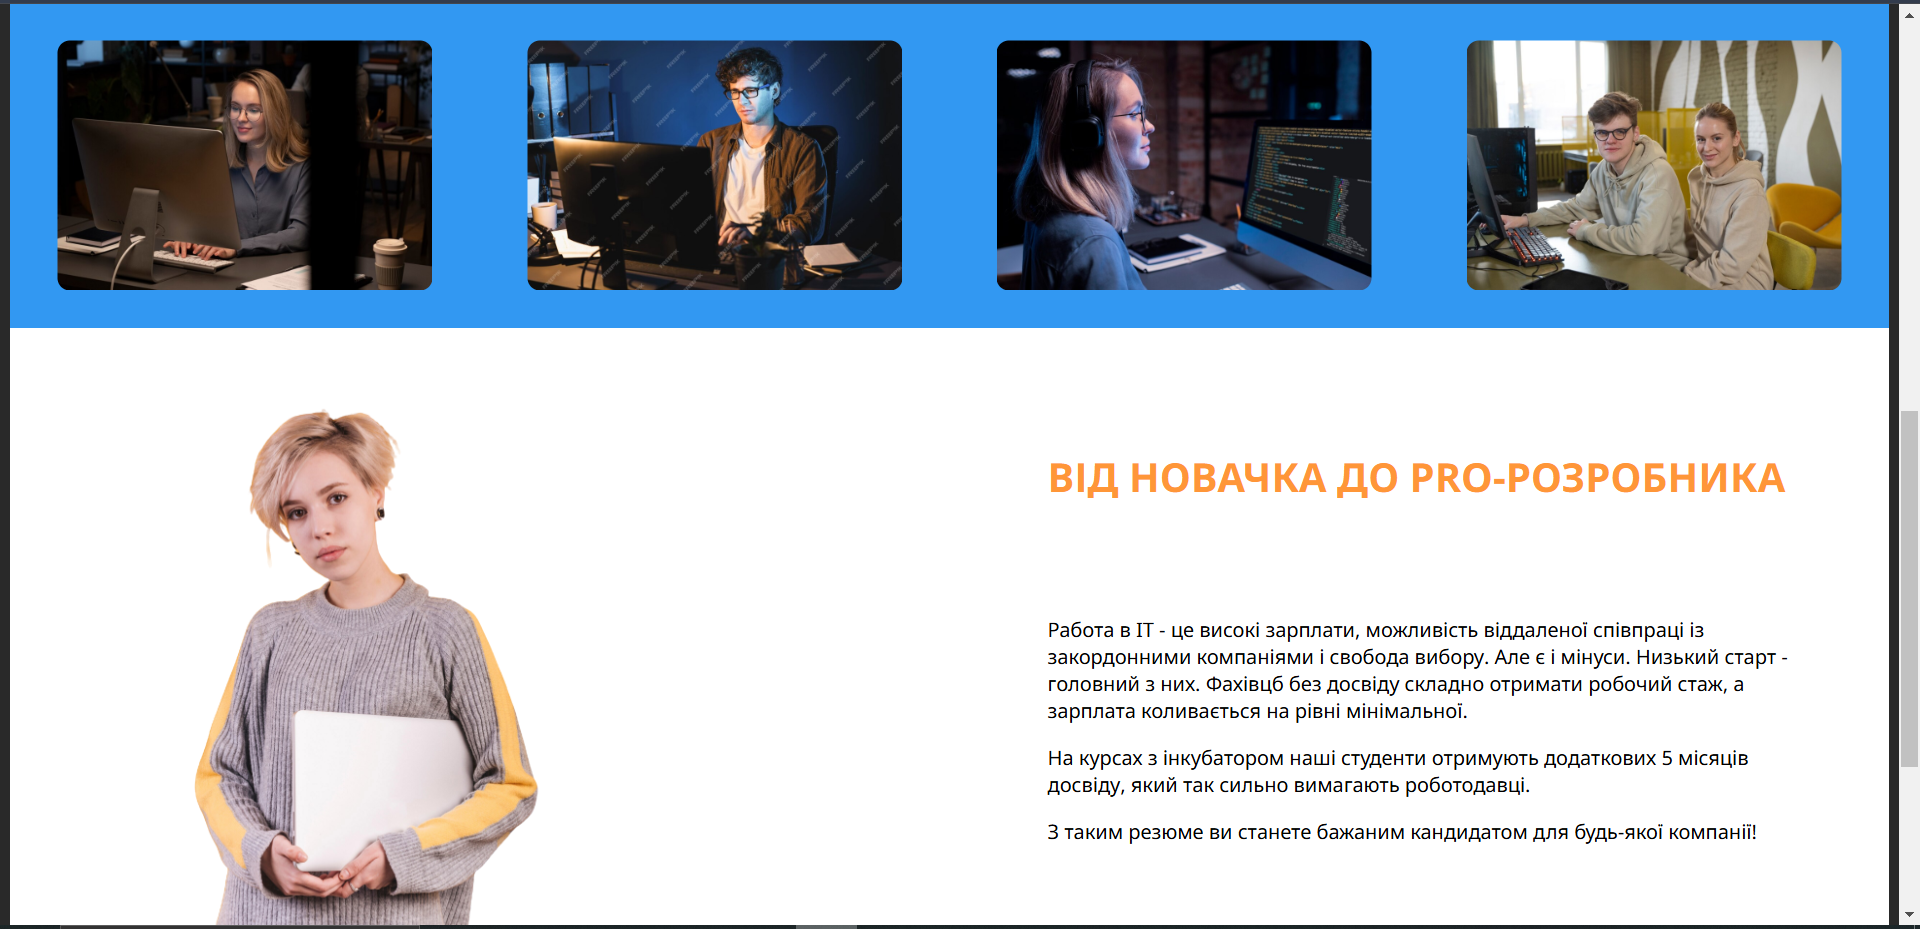 ВІД НОВАЧКА ДО PRO-РОЗРОБНИКА
Работа в ІТ - це високі зарплати, можливість віддаленої співпраці із
закордонними компаніями і свобода вибору. Але є і мінуси. Низький старт -
головний з них. Фахівцб без досвіду складно отримати робочий стаж, а
зарплата коливається на рівні мінімальної.
На курсах з інкубатором наші студенти отримують додаткових 5 місяців
досвіду, який так сильно вимагають роботодавці.
З таким резюме ви станете бажаним кандидатом для будь-якої компанії!